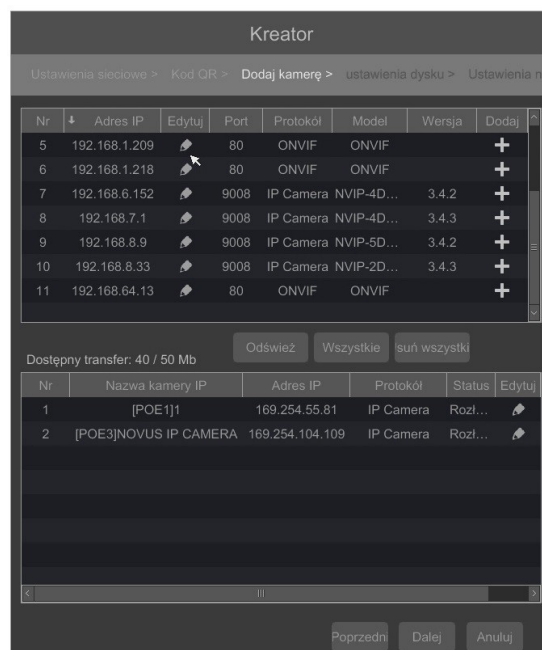 Kreator
Ustawienia sieciowe > Kod QR > Dodaj kamerę > ustawienia dysku > Ustawienia
Nr Adres IP Edytuj Port Protokół Model Wersja Dodaj
5 192.168.1.209 80 ONVIF ONVIF
6 192.168.1.218 80 ONVIF ONVIF
7 192.168.6.152 9008 IP Camera NVIP-4D... 3.4.2
8 192.168.7.1 9008 IP Camera NVIP-4D... 3.4.3
9 192.168.8.9 9008 IP Camera NVIP-5D... 3.4.2
10 192.168.8.33 9008 IP Camera NVIP-2D... 3.4.3
11 192.168.64.13 80 ONVIF ONVIF
Odśwież Wszystkie suń wszystki
Dostępny transfer: 40 / 50 Mb
Nr Nazwa kamery IP Adres IP Protokół Status Edytuj
1 [POE1]1 169.254.55.81 IP Camera Rozł...
2 [POE3]NOVUS IP CAMERA 169.254.104.109 IP Camera Rozł...
Poprzedni Dalej Anuluj